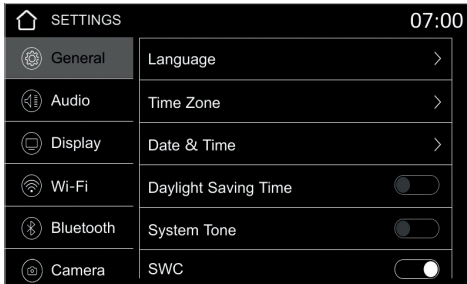 SETTINGS 07:00
General
Audio
Display
Wi-Fi
Bluetooth
Camera
Language
Time Zone
Date & Time
Daylight Saving Time
System Tone
SWC